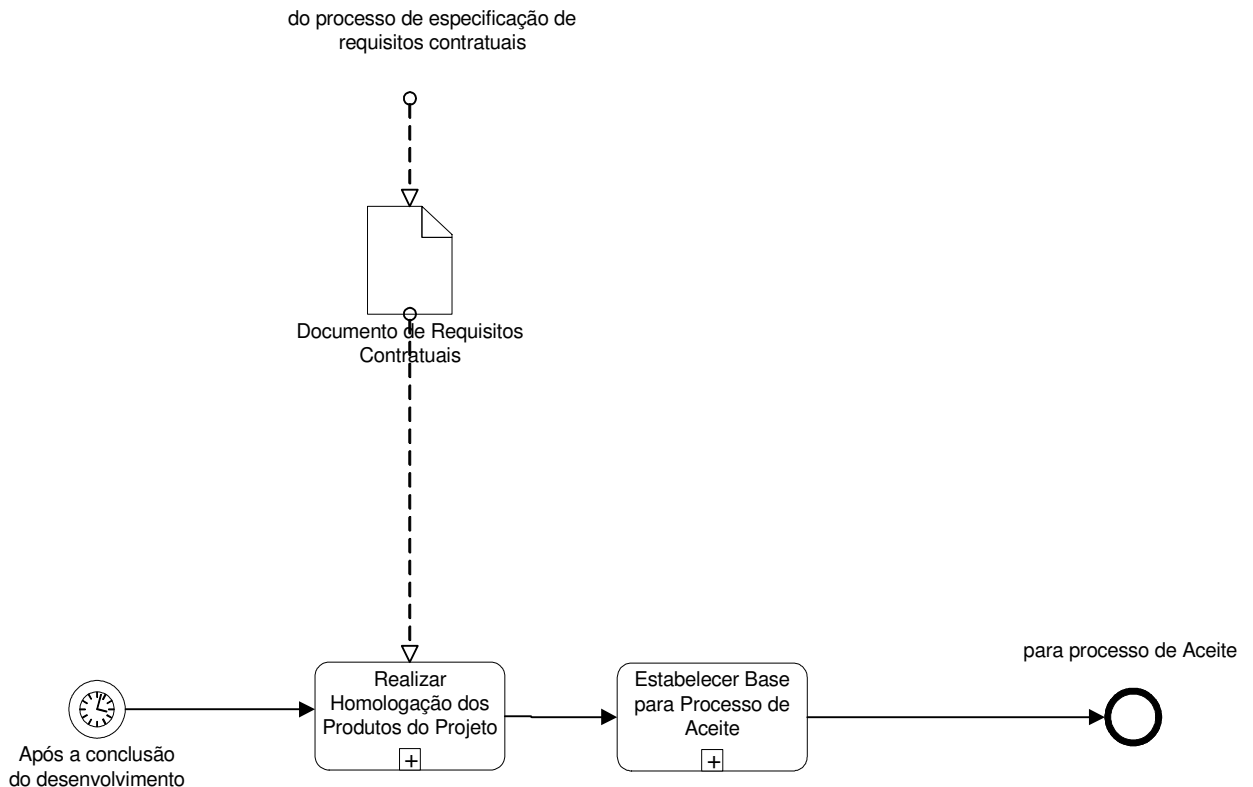 do processo de especificação de
requisitos contratuais
Documento de Requisitos
Contratuais
para processo de Aceite
Realizar
Homologação dos
Produtos do Projeto
+
Estabelecer Base
para Processo de
Aceite
+
Após a conclusão
do desenvolvimento